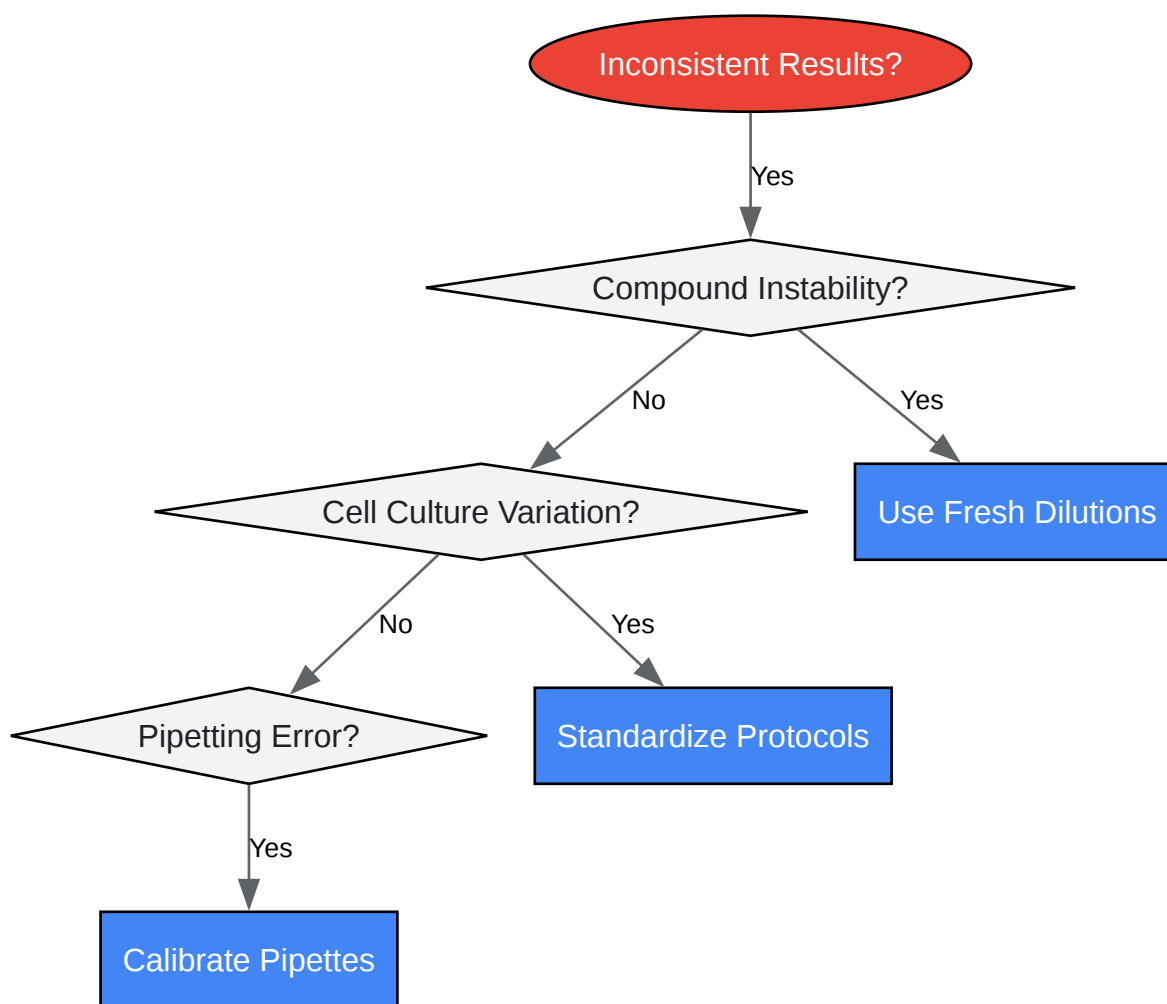 Inconsistent Results?
Yes
Compound Instability?
No
Yes
Cell Culture Variation?
Use Fresh Dilutions
No
Yes
Pipetting Error?
Standardize Protocols
Yes
Calibrate Pipettes